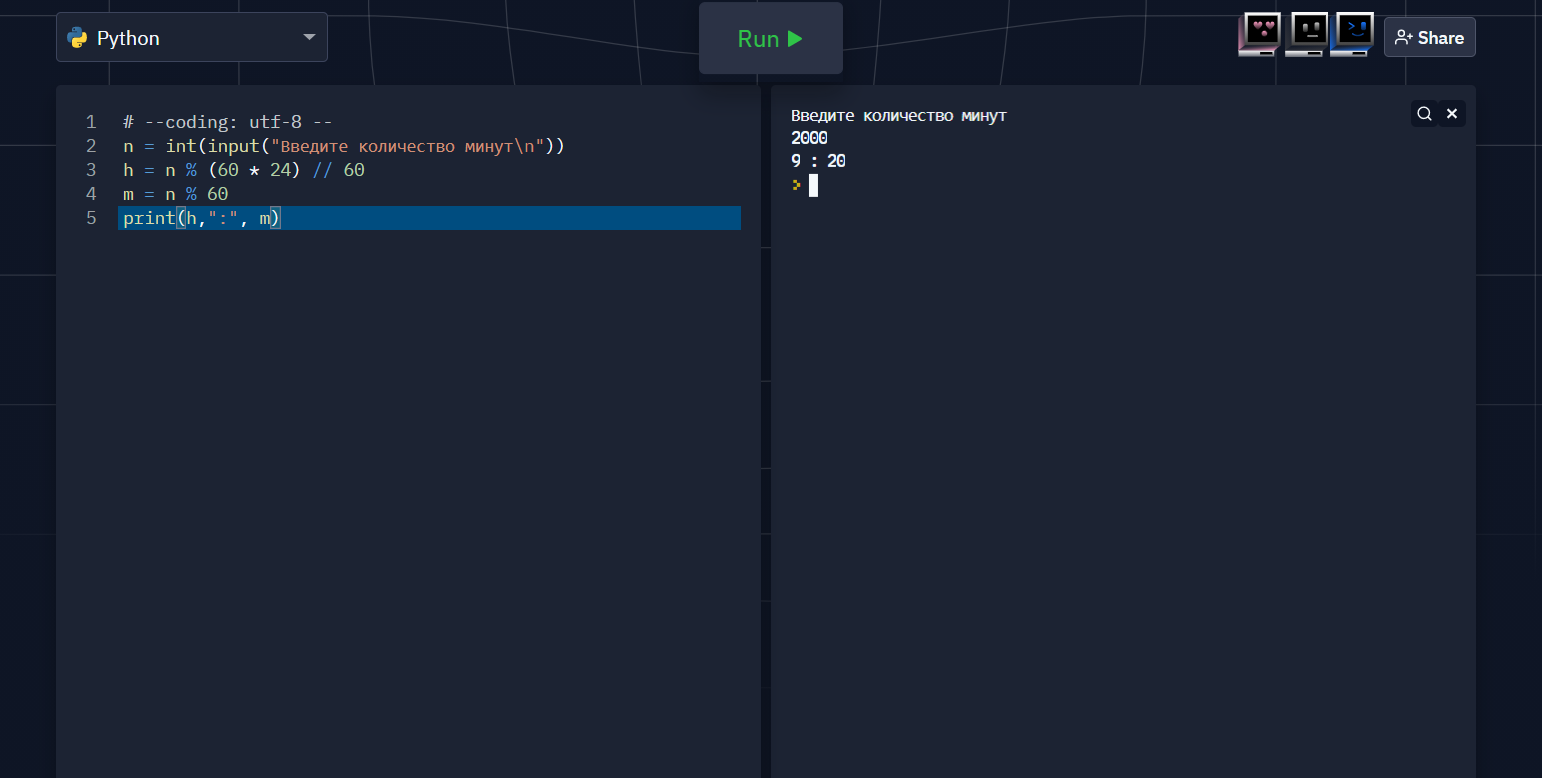 Python
Run
Share
1 # --coding: utf-8 --
2 n = int(input("Введите количество минут\n"))
3 h = n % (60 * 24) // 60
4 m = n % 60
5 print(h,":", m)
Введите количество минут
2000
9 : 20
>